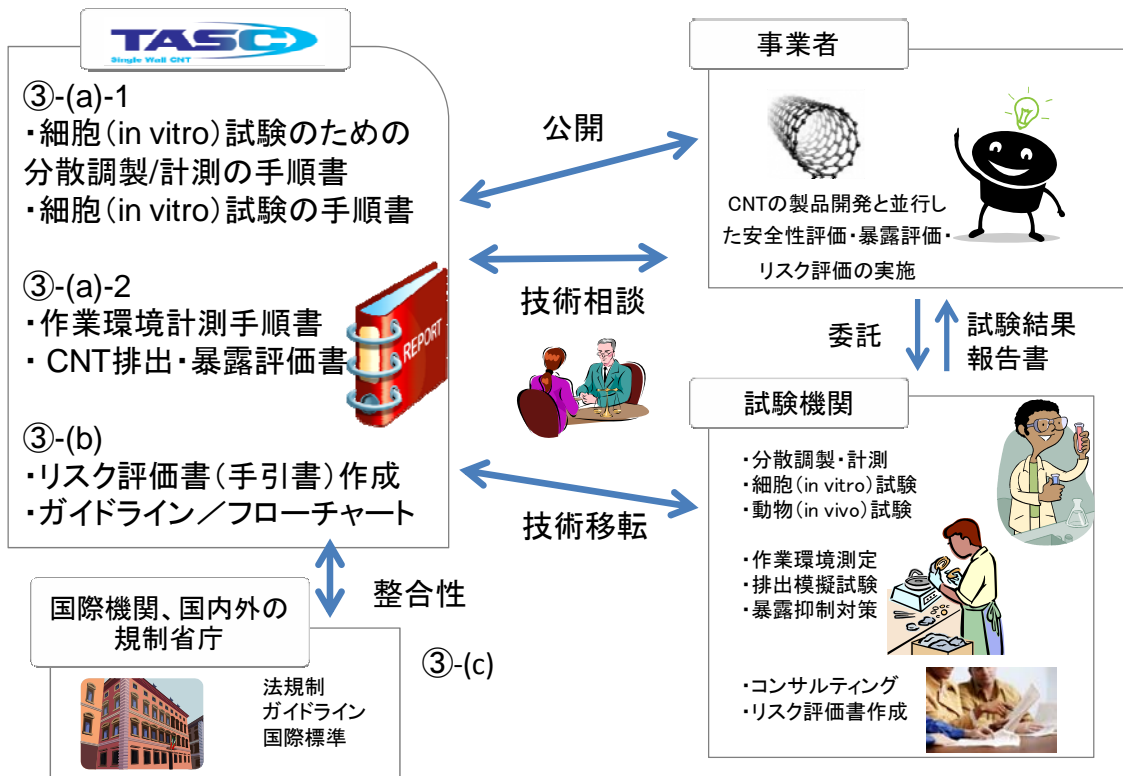 TASC
Single Wall CNT
③-(a)-1
・細胞(in vitro)試験のための
分散調製/計測の手順書
・細胞(in vitro)試験の手順書
③-(a)-2
・作業環境計測手順書
・CNT排出・暴露評価書
REPORT
③-(b)
・リスク評価書(手引書)作成
・ガイドライン/フローチャート
公開
技術相談
技術移転
事業者
CNTの製品開発と並行し
た安全性評価・暴露評価・
リスク評価の実施
委託
試験結果
報告書
試験機関
・分散調製・計測
・細胞(in vitro)試験
・動物(in vivo)試験
・作業環境測定
・排出模擬試験
・暴露抑制対策
・コンサルティング
・リスク評価書作成
整合性
国際機関、国内外の
規制省庁
③-(c)
法規制
ガイドライン
国際標準